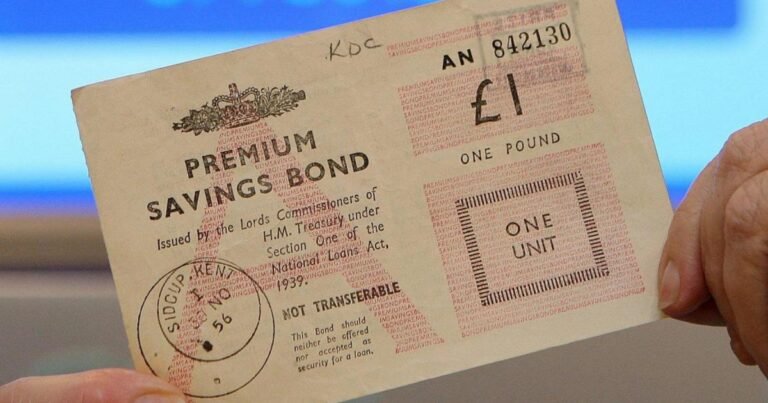 KDC
AN 842130
£1
ONE POUND
PREMIUM
SAVINGS BOND
Issued by the Lords Commissioners of
H.M. Treasury under
Section One of the
National Loans Act,
1939.
NOT TRANSFERABLE
This Bond should
neither be offered
nor accepted as
security for a loan.
ONE
UNIT
SIDCUP · KENT
1
NO
56
A